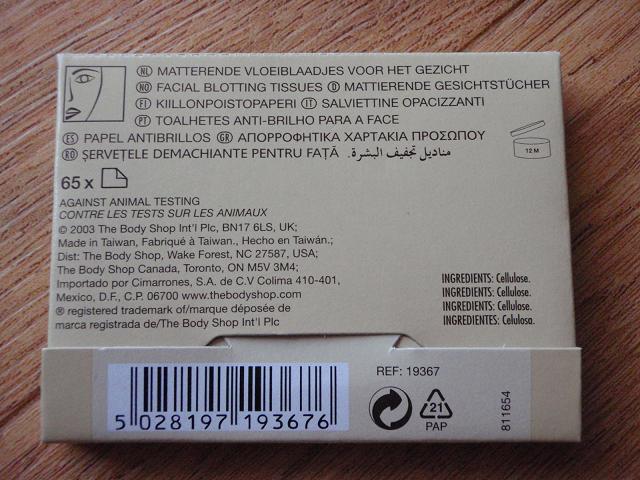 NL MATTERENDE VLOEIBLAADJES VOOR HET GEZICHT
NO FACIAL BLOTTING TISSUES D MATTIERENDE GESICHTSTÜCHER
FI KIILLONPOISTOPAPERI IT SALVIETTINE OPACIZZANTI
PT TOALHETES ANTI-BRILHO PARA A FACE
ES PAPEL ANTIBRILLOS GR ΑΠΟΡΡΟΦΗΤΙΚΑ ΧΑΡΤΑΚΙΑ ΠΡΟΣΩΠΟΥ
RO ŞERVEŢELE DEMACHIANTE PENTRU FAŢĂ مناديل تجفيف البشرة.
12 M
65 x
AGAINST ANIMAL TESTING
CONTRE LES TESTS SUR LES ANIMAUX
© 2003 The Body Shop Int'l Plc, BN17 6LS, UK;
Made in Taiwan, Fabriqué à Taiwan., Hecho en Taiwán.;
Dist: The Body Shop, Wake Forest, NC 27587, USA;
The Body Shop Canada, Toronto, ON M5V 3M4;
Importado por Cimarrones, S.A. de C.V Colima 410-401,
Mexico, D.F., C.P. 06700 www.thebodyshop.com
® registered trademark of/marque déposée de
marca registrada de/The Body Shop Int'l Plc
INGREDIENTS: Cellulose.
INGREDIENTS: Cellulose.
INGREDIENTS: Cellulose.
INGREDIENTES: Celulosa.
5 028197 193676
REF: 19367
21
PAP
811654